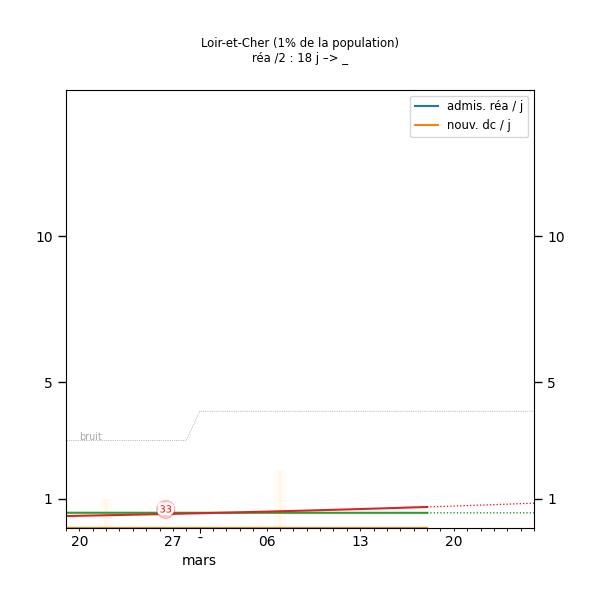 Loir-et-Cher (1% de la population)
réa /2 : 18 j –> _
admis. réa / j
nouv. dc / j
10
10
5
5
bruit
33
1
1
20
27
-
06
13
20
mars